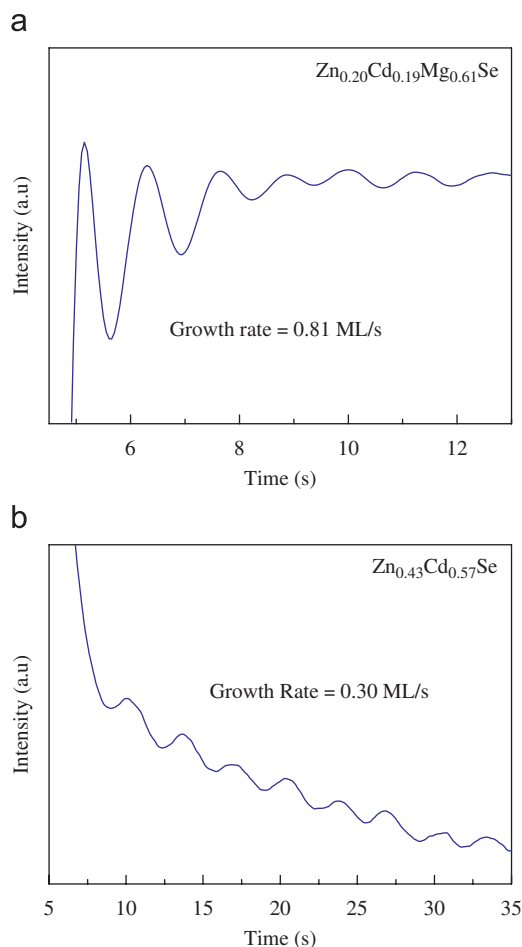 a
Zn0.20Cd0.19Mg0.61Se
Intensity (a.u)
Growth rate = 0.81 ML/s
6 8 10 12
Time (s)
b
Zn0.43Cd0.57Se
Intensity (a.u)
Growth Rate = 0.30 ML/s
5 10 15 20 25 30 35
Time (s)